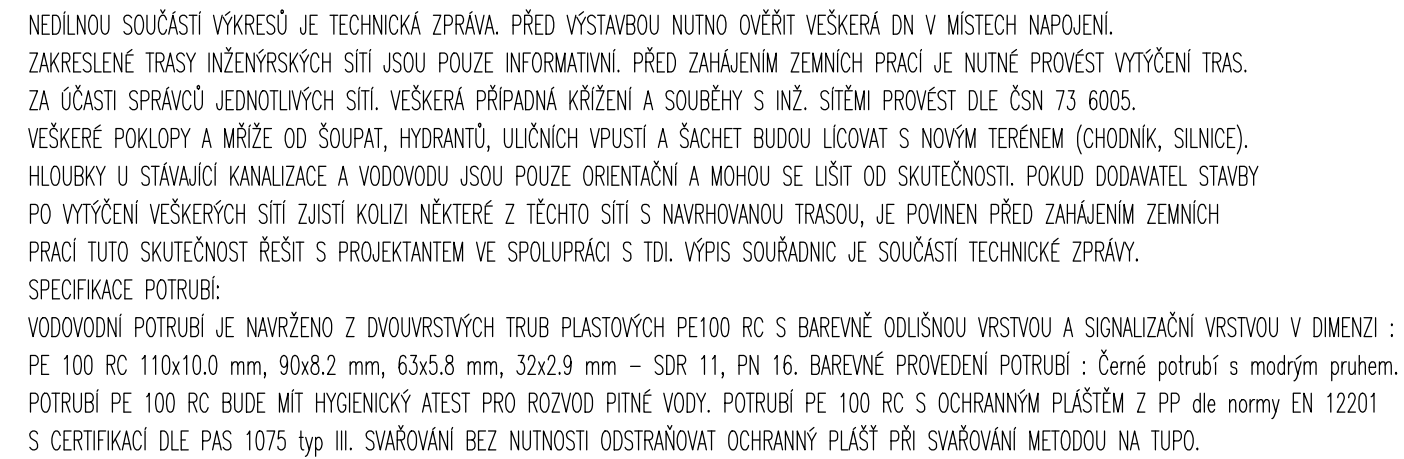 NEDÍLNOU SOUČÁSTÍ VÝKRESŮ JE TECHNICKÁ ZPRÁVA. PŘED VÝSTAVBOU NUTNO OVĚŘIT VEŠKERÁ DN V MÍSTECH NAPOJENÍ.
ZAKRESLENÉ TRASY INŽENÝRSKÝCH SÍTÍ JSOU POUZE INFORMATIVNÍ. PŘED ZAHÁJENÍM ZEMNÍCH PRACÍ JE NUTNÉ PROVÉST VYTÝČENÍ TRAS.
ZA ÚČASTI SPRÁVCŮ JEDNOTLIVÝCH SÍTÍ. VEŠKERÁ PŘÍPADNÁ KŘÍŽENÍ A SOUBĚHY S INŽ. SÍTĚMI PROVÉST DLE ČSN 73 6005.
VEŠKERÉ POKLOPY A MŘÍŽE OD ŠOUPAT, HYDRANTŮ, ULIČNÍCH VPUSTÍ A ŠACHET BUDOU LÍCOVAT S NOVÝM TERÉNEM (CHODNÍK, SILNICE).
HLOUBKY U STÁVAJÍCÍ KANALIZACE A VODOVODU JSOU POUZE ORIENTAČNÍ A MOHOU SE LIŠIT OD SKUTEČNOSTI. POKUD DODAVATEL STAVBY
PO VYTÝČENÍ VEŠKERÝCH SÍTÍ ZJISTÍ KOLIZI NĚKTERÉ Z TĚCHTO SÍTÍ S NAVRHOVANOU TRASOU, JE POVINEN PŘED ZAHÁJENÍM ZEMNÍCH
PRACÍ TUTO SKUTEČNOST ŘEŠIT S PROJEKTANTEM VE SPOLUPRÁCI S TDI. VÝPIS SOUŘADNIC JE SOUČÁSTÍ TECHNICKÉ ZPRÁVY.
SPECIFIKACE POTRUBÍ:
VODOVODNÍ POTRUBÍ JE NAVRŽENO Z DVOUVRSTVÝCH TRUB PLASTOVÝCH PE100 RC S BAREVNĚ ODLIŠNOU VRSTVOU A SIGNALIZAČNÍ VRSTVOU V DIMENZI :
PE 100 RC 110x10.0 mm, 90x8.2 mm, 63x5.8 mm, 32x2.9 mm – SDR 11, PN 16. BAREVNÉ PROVEDENÍ POTRUBÍ : Černé potrubí s modrým pruhem.
POTRUBÍ PE 100 RC BUDE MÍT HYGIENICKÝ ATEST PRO ROZVOD PITNÉ VODY. POTRUBÍ PE 100 RC S OCHRANNÝM PLÁŠTĚM Z PP dle normy EN 12201
S CERTIFIKACÍ DLE PAS 1075 typ III. SVAŘOVÁNÍ BEZ NUTNOSTI ODSTRAŇOVAT OCHRANNÝ PLÁŠŤ PŘI SVAŘOVÁNÍ METODOU NA TUPO.